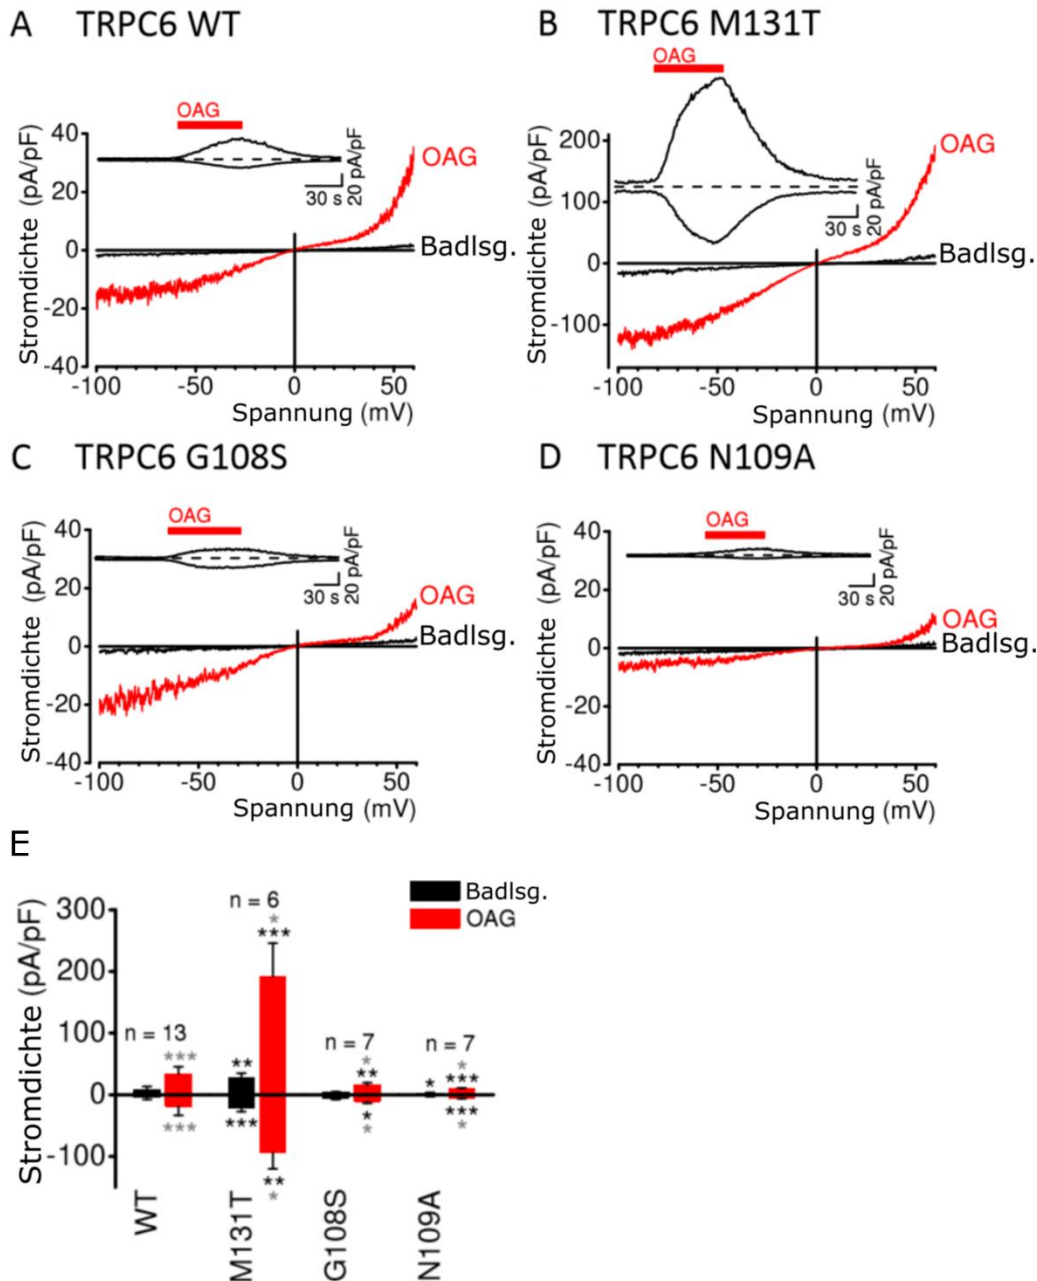 A TRPC6 WT
OAG
Stromdichte (pA/pF)
40
20
0
-20
-40
30 s
20 pA/pF
OAG
Badlsg.
-100 -50 0 50
Spannung (mV)
B TRPC6 M131T
OAG
Stromdichte (pA/pF)
200
100
0
-100
30 s
20 pA/pF
OAG
Badlsg.
-100 -50 0 50
Spannung (mV)
C TRPC6 G108S
OAG
Stromdichte (pA/pF)
40
20
0
-20
-40
30 s
20 pA/pF
OAG
Badlsg.
-100 -50 0 50
Spannung (mV)
D TRPC6 N109A
OAG
Stromdichte (pA/pF)
40
20
0
-20
-40
30 s
20 pA/pF
OAG
Badlsg.
-100 -50 0 50
Spannung (mV)
E
Badlsg.
OAG
Stromdichte (pA/pF)
300
200
100
0
-100
n = 13
***
***
n = 6
*
***
**
***
**
*
n = 7
*
**
*
*
n = 7
*
***
*
***
*
WT
M131T
G108S
N109A